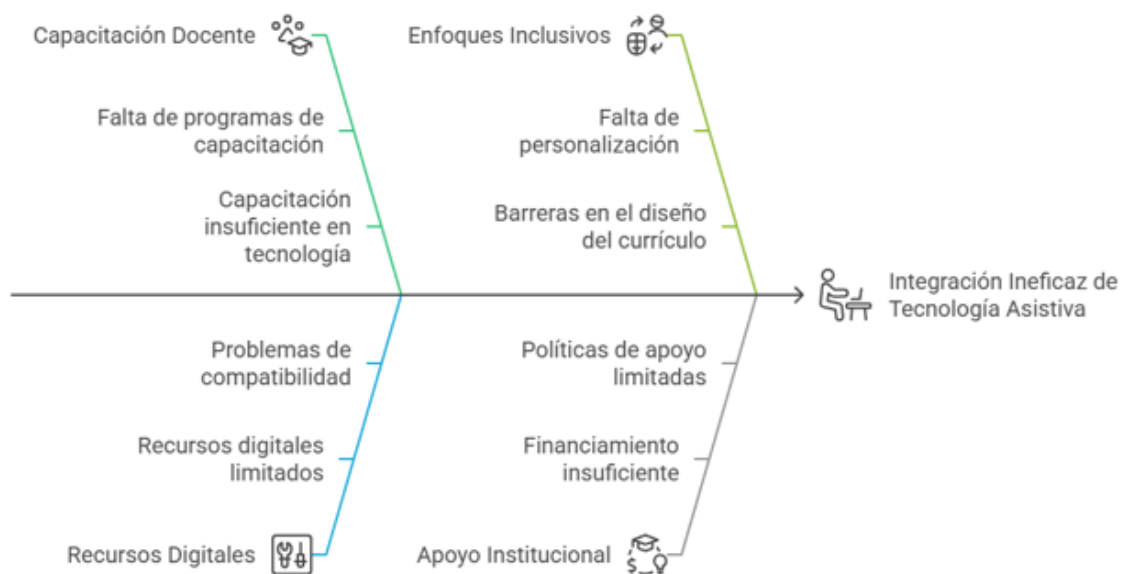 Capacitación Docente
Falta de programas de
capacitación
Capacitación
insuficiente en
tecnología
Enfoques Inclusivos
Falta de
personalización
Barreras en el diseño
del currículo
Integración Ineficaz de
Tecnología Asistiva
Problemas de
compatibilidad
Recursos digitales
limitados
Recursos Digitales
Políticas de apoyo
limitadas
Financiamiento
insuficiente
Apoyo Institucional